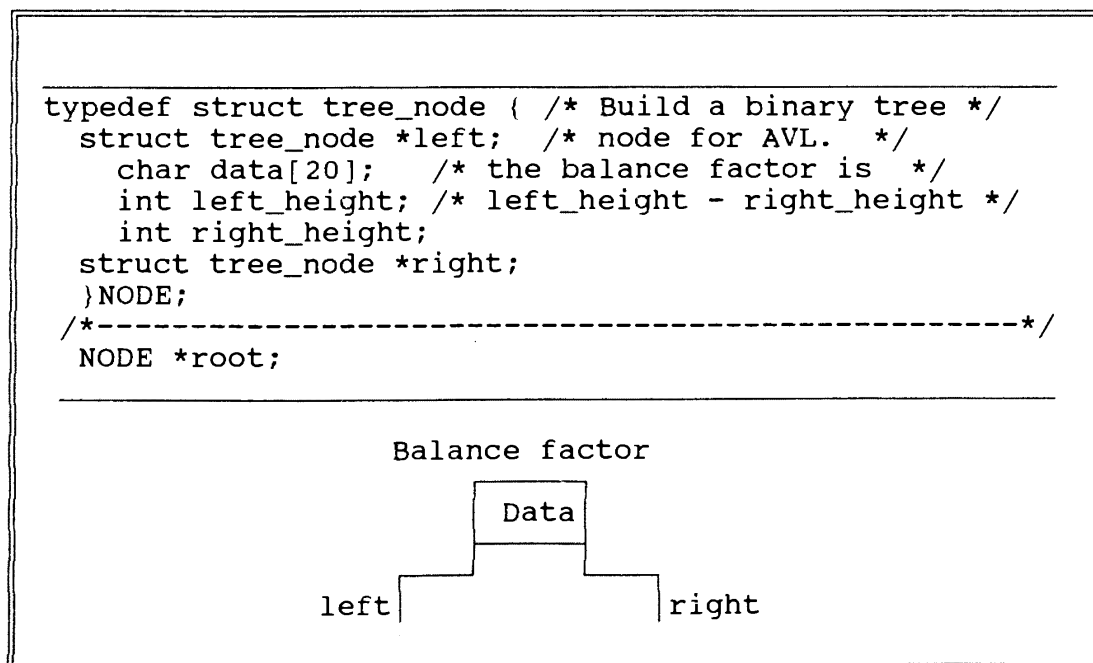 typedef struct tree_node { /* Build a binary tree */
struct tree_node *left; /* node for AVL. */
char data[20]; /* the balance factor is */
int left_height; /* left_height - right_height */
int right_height;
struct tree_node *right;
}NODE;
/*-------------------------------------------------*/
NODE *root;
Balance factor
Data
left right